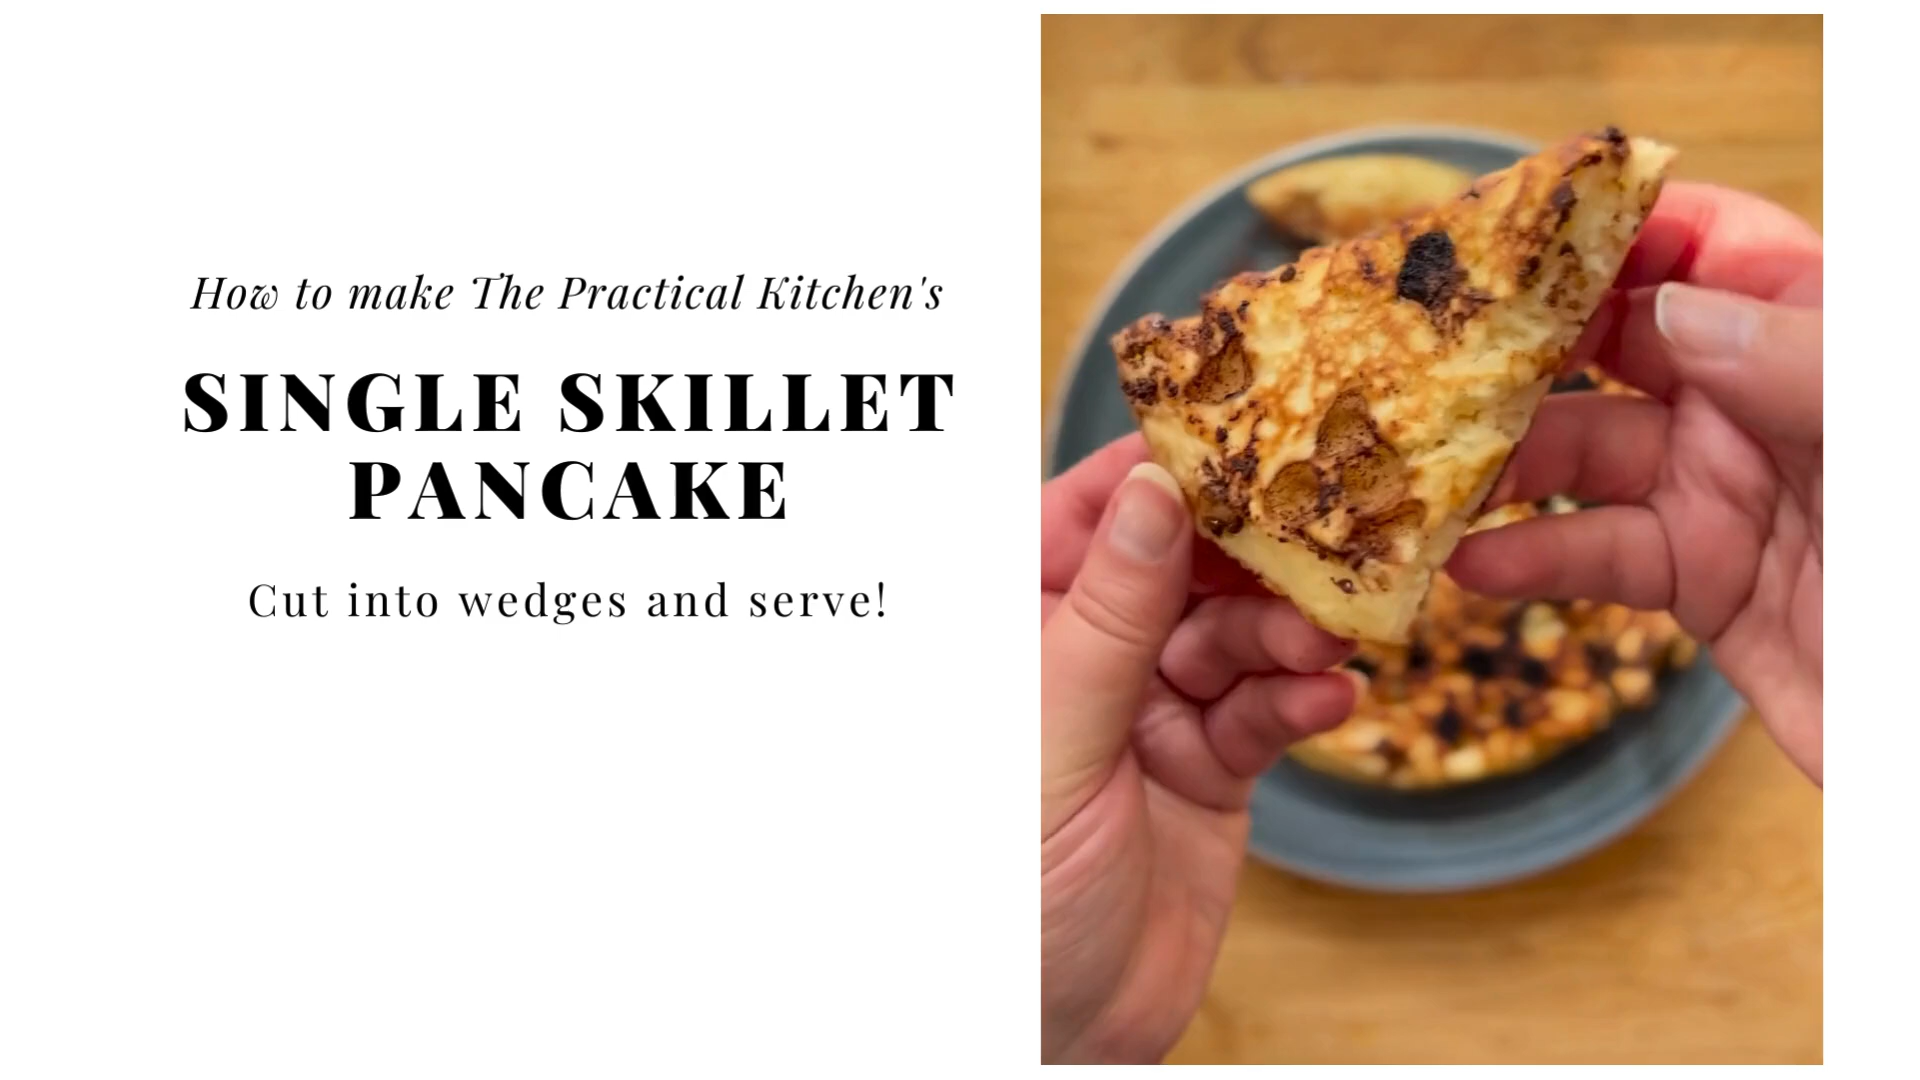 How to make The Practical Kitchen's
SINGLE SKILLET
PANCAKE
Cut into wedges and serve!